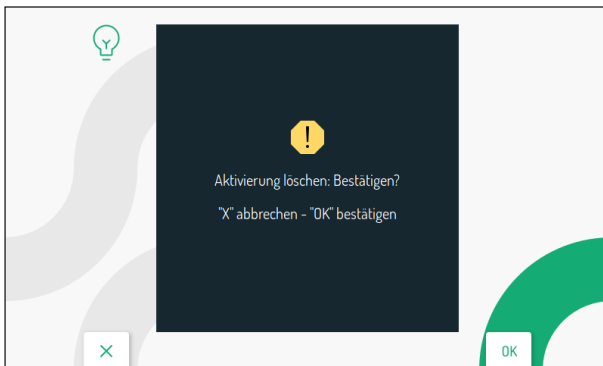 Aktivierung löschen: Bestätigen?
"X" abbrechen - "OK" bestätigen
OK